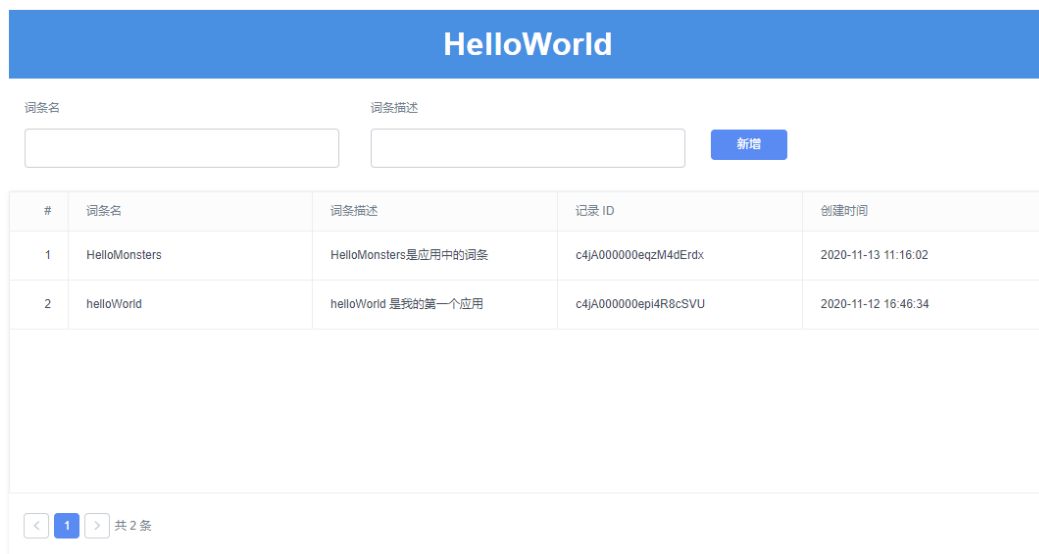 HelloWorld
词条名 词条描述
新增
# 词条名 词条描述 记录 ID 创建时间
1 HelloMonsters HelloMonsters是应用中的词条 c4jA000000eqzM4dErdx 2020-11-13 11:16:02
2 helloWorld helloWorld 是我的第一个应用 c4jA000000epi4R8cSVU 2020-11-12 16:46:34
< 1 > 共 2 条